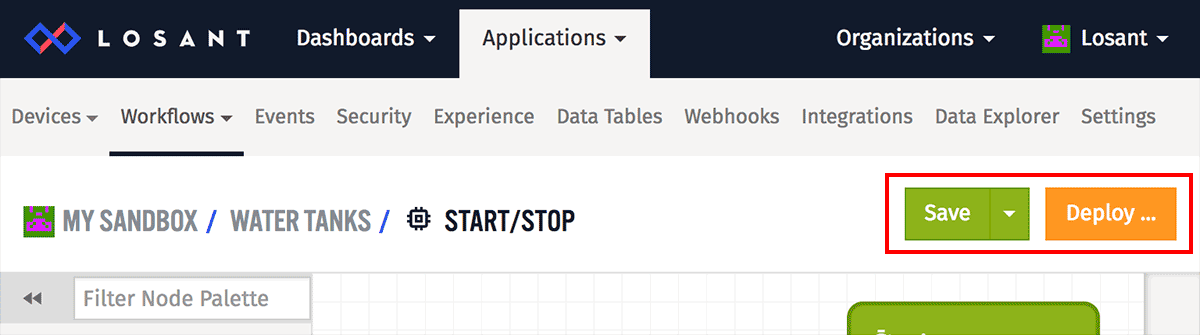 LOSANT Dashboards Applications Organizations Losant
Devices Workflows Events Security Experience Data Tables Webhooks Integrations Data Explorer Settings
MY SANDBOX / WATER TANKS / START/STOP Save Deploy ...
Filter Node Palette